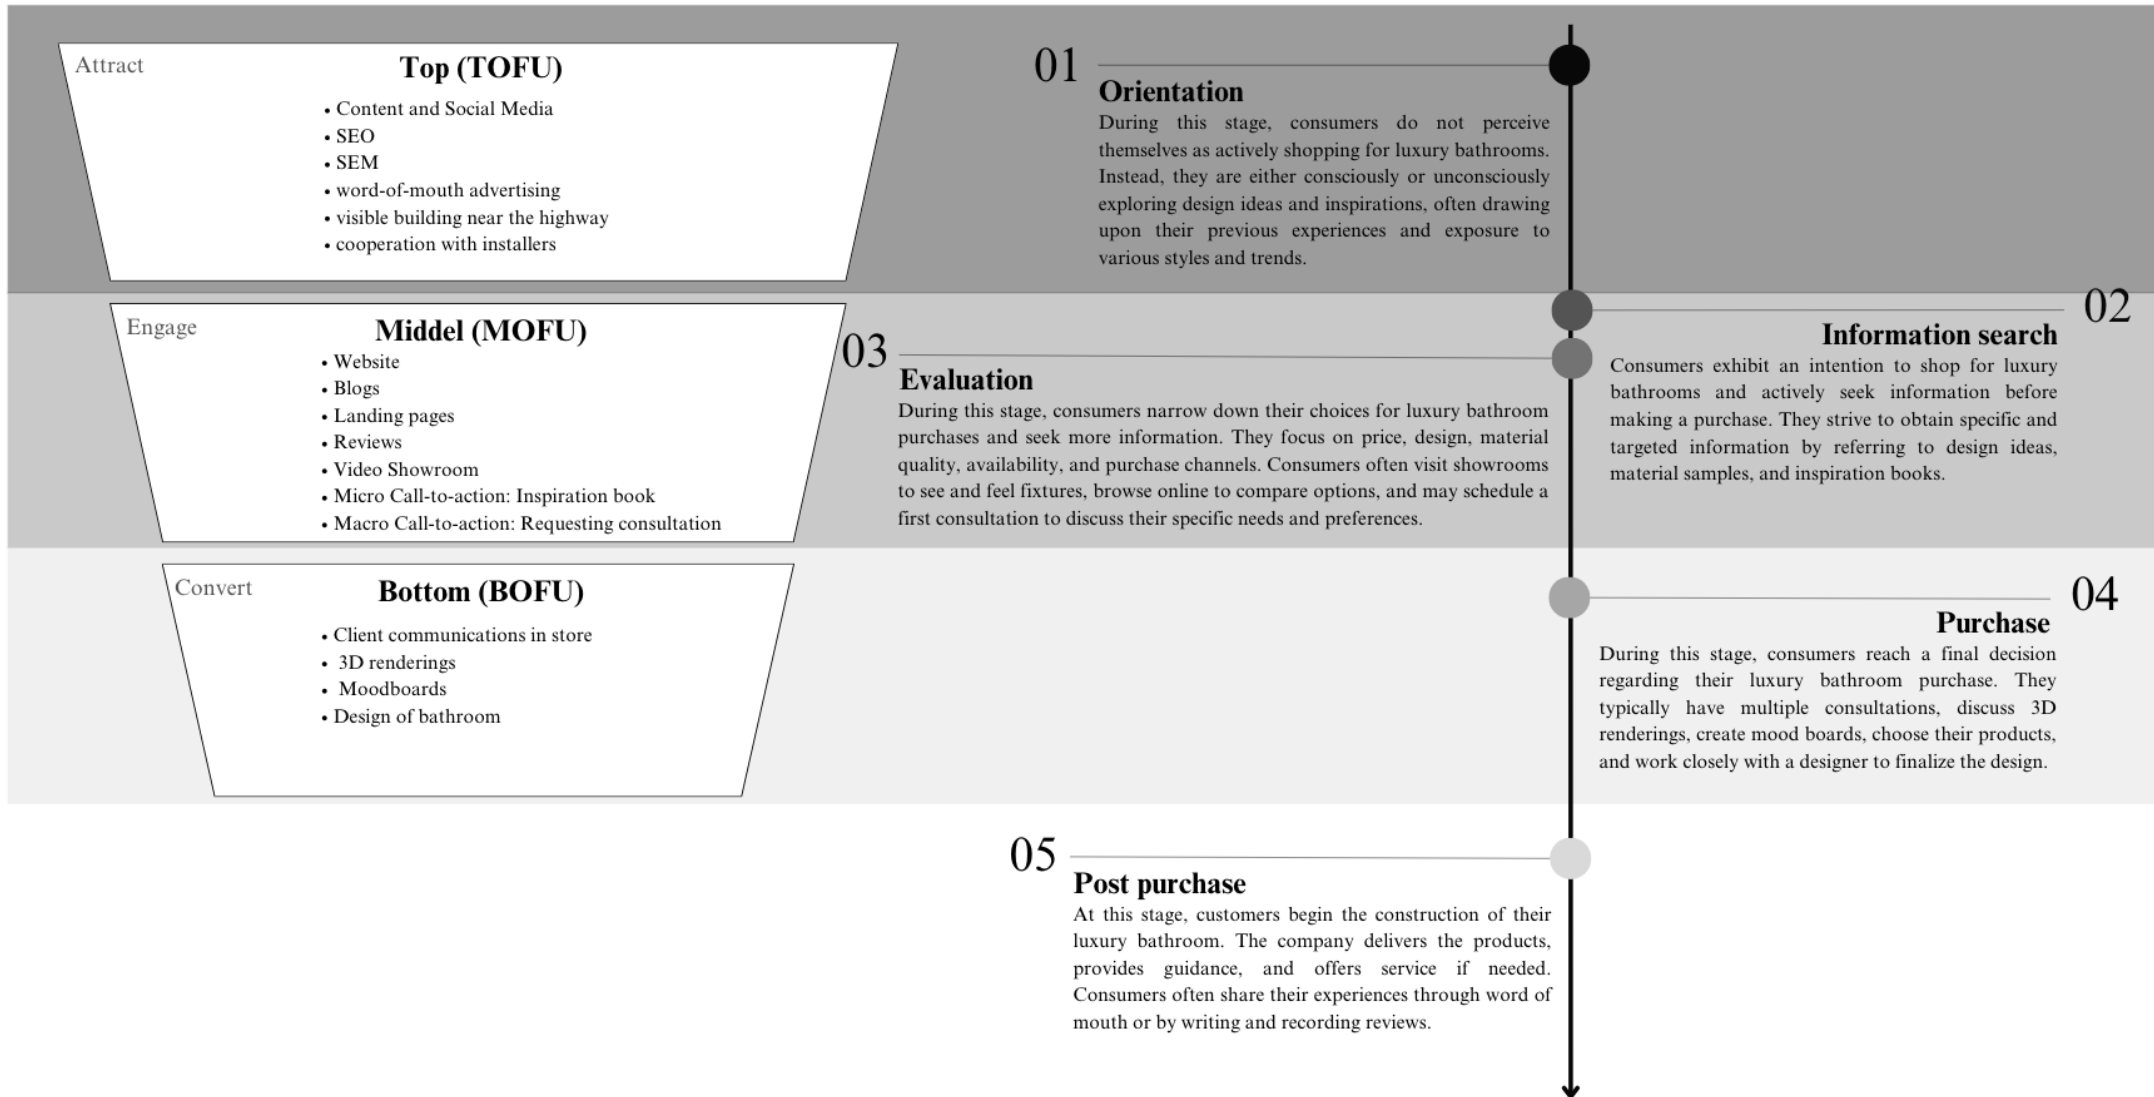 Attract
Top (TOFU)
• Content and Social Media
• SEO
• SEM
• word-of-mouth advertising
• visible building near the highway
• cooperation with installers
01
Orientation
During this stage, consumers do not perceive
themselves as actively shopping for luxury bathrooms.
Instead, they are either consciously or unconsciously
exploring design ideas and inspirations, often drawing
upon their previous experiences and exposure to
various styles and trends.
Engage
Middel (MOFU)
• Website
• Blogs
• Landing pages
• Reviews
• Video Showroom
• Micro Call-to-action: Inspiration book
• Macro Call-to-action: Requesting consultation
02
Information search
Consumers exhibit an intention to shop for luxury
bathrooms and actively seek information before
making a purchase. They strive to obtain specific and
targeted information by referring to design ideas,
material samples, and inspiration books.
03
Evaluation
During this stage, consumers narrow down their choices for luxury bathroom
purchases and seek more information. They focus on price, design, material
quality, availability, and purchase channels. Consumers often visit showrooms
to see and feel fixtures, browse online to compare options, and may schedule a
first consultation to discuss their specific needs and preferences.
Convert
Bottom (BOFU)
• Client communications in store
• 3D renderings
• Moodboards
• Design of bathroom
04
Purchase
During this stage, consumers reach a final decision
regarding their luxury bathroom purchase. They
typically have multiple consultations, discuss 3D
renderings, create mood boards, choose their products,
and work closely with a designer to finalize the design.
05
Post purchase
At this stage, customers begin the construction of their
luxury bathroom. The company delivers the products,
provides guidance, and offers service if needed.
Consumers often share their experiences through word of
mouth or by writing and recording reviews.